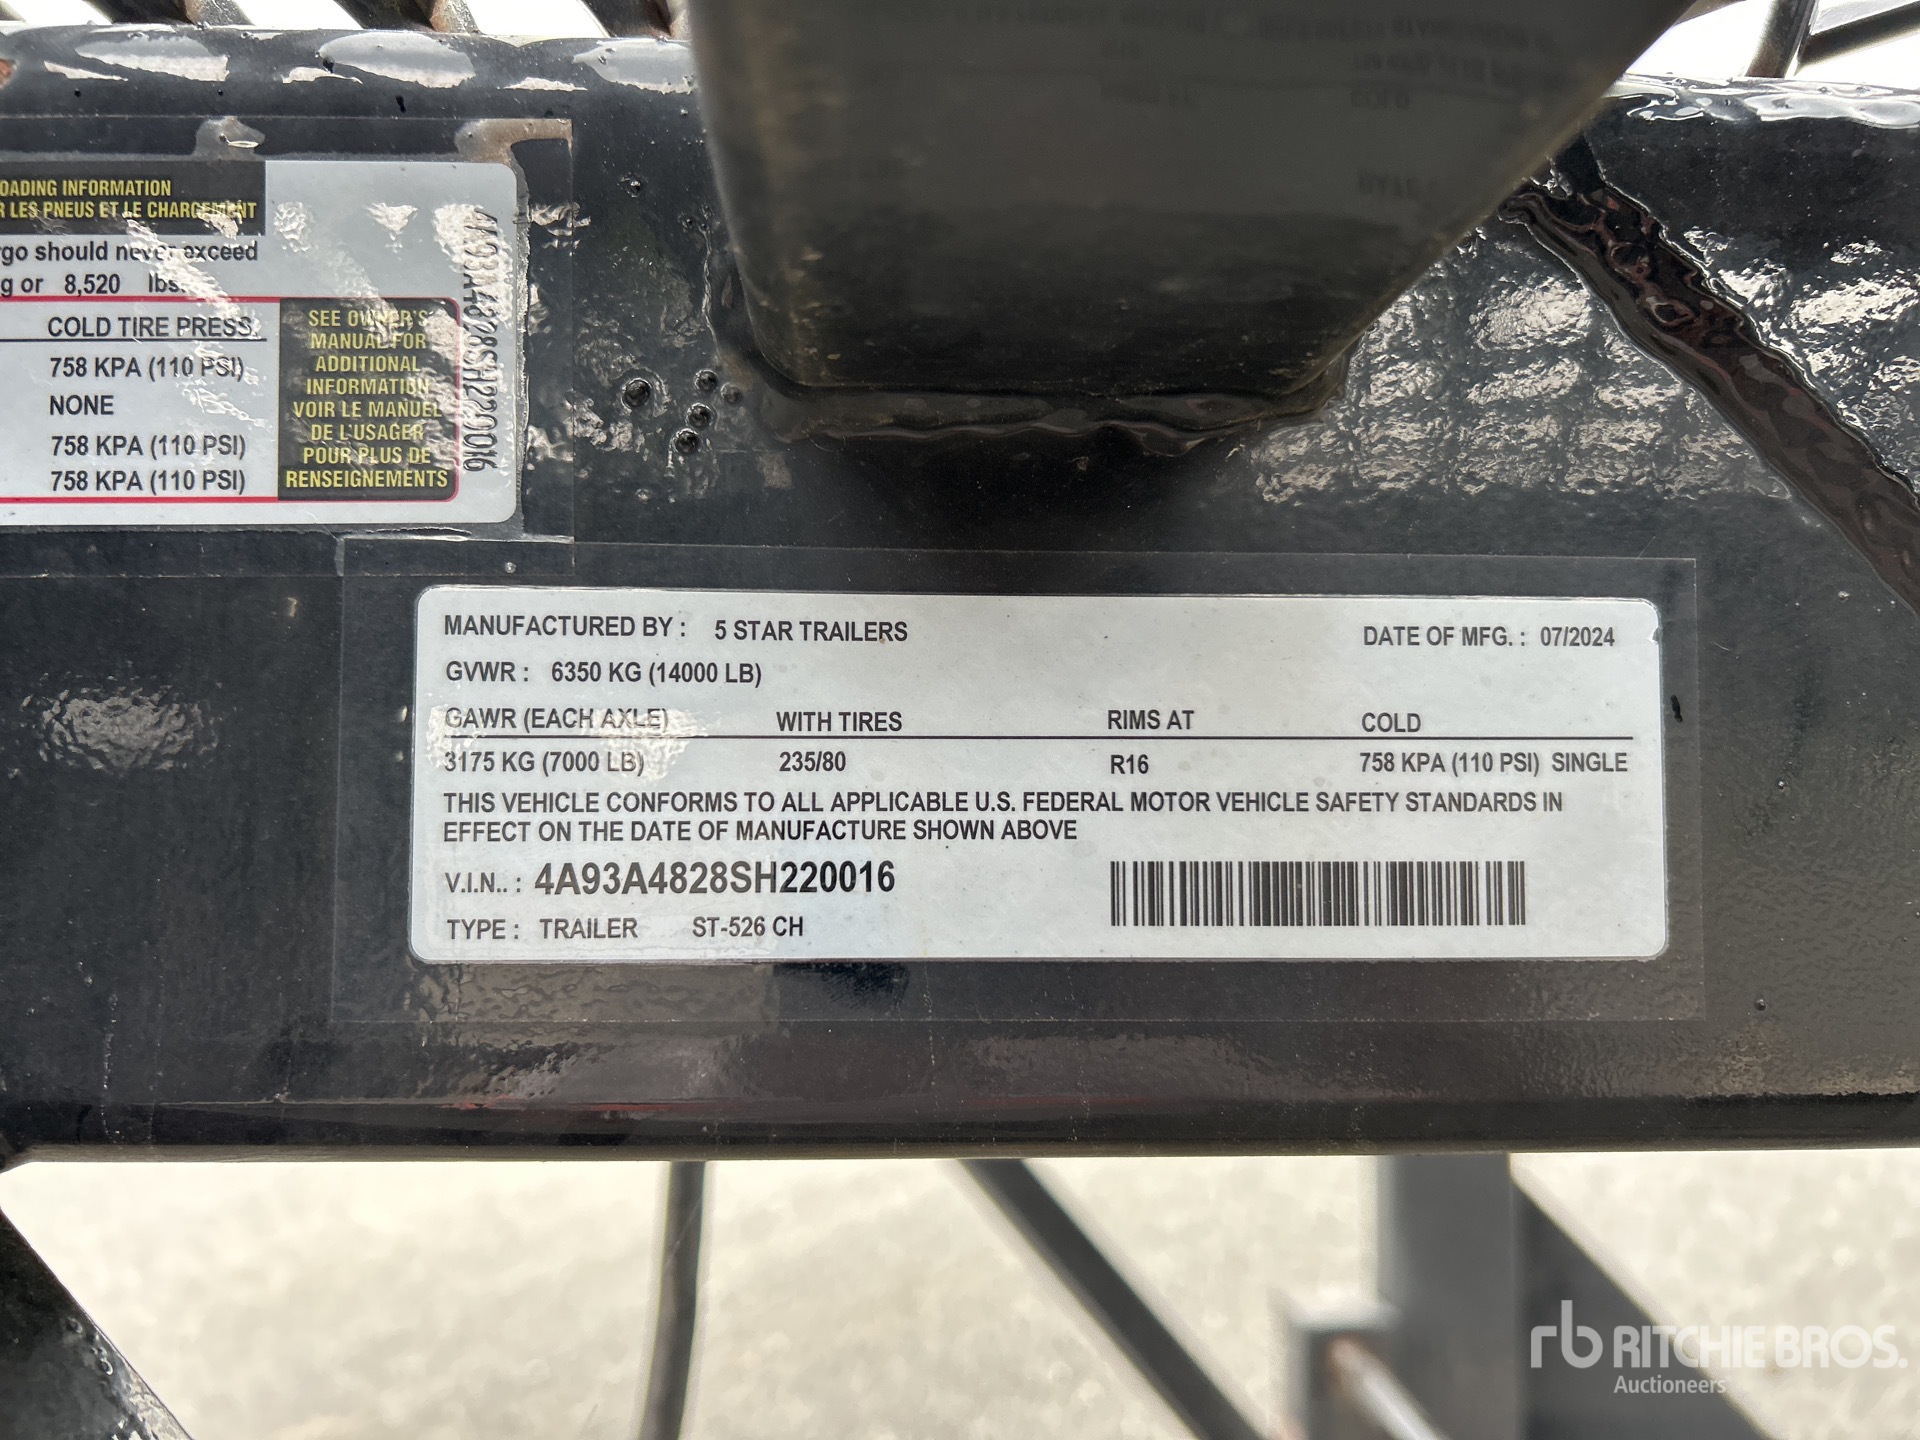 OADING INFORMATION
R LES PNEUS ET LE CHARGEMENT
rgo should never exceed
g or 8,520 lbs.
COLD TIRE PRESS.
758 KPA (110 PSI)
NONE
758 KPA (110 PSI)
758 KPA (110 PSI)
SEE OWNER'S
MANUAL FOR
ADDITIONAL
INFORMATION
VOIR LE MANUEL
DE L'USAGER
POUR PLUS DE
RENSEIGNEMENTS
4A93A4828SH220016
MANUFACTURED BY : 5 STAR TRAILERS
DATE OF MFG. : 07/2024
GVWR : 6350 KG (14000 LB)
GAWR (EACH AXLE) WITH TIRES RIMS AT COLD
3175 KG (7000 LB) 235/80 R16 758 KPA (110 PSI) SINGLE
THIS VEHICLE CONFORMS TO ALL APPLICABLE U.S. FEDERAL MOTOR VEHICLE SAFETY STANDARDS IN
EFFECT ON THE DATE OF MANUFACTURE SHOWN ABOVE
V.I.N.. : 4A93A4828SH220016
TYPE : TRAILER ST-526 CH
rb RITCHIE BROS.
Auctioneers